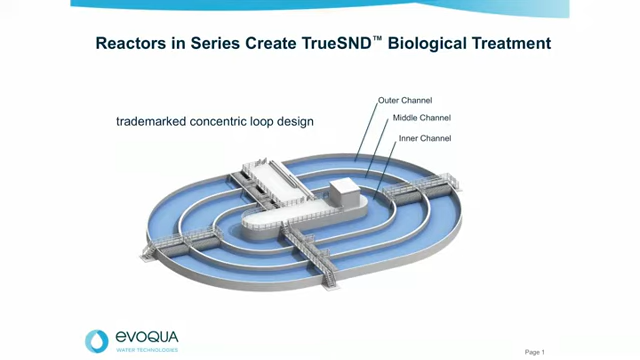 Reactors in Series Create TrueSND™ Biological Treatment
trademarked concentric loop design
Outer Channel
Middle Channel
Inner Channel
evoqua
WATER TECHNOLOGIES
Page 1